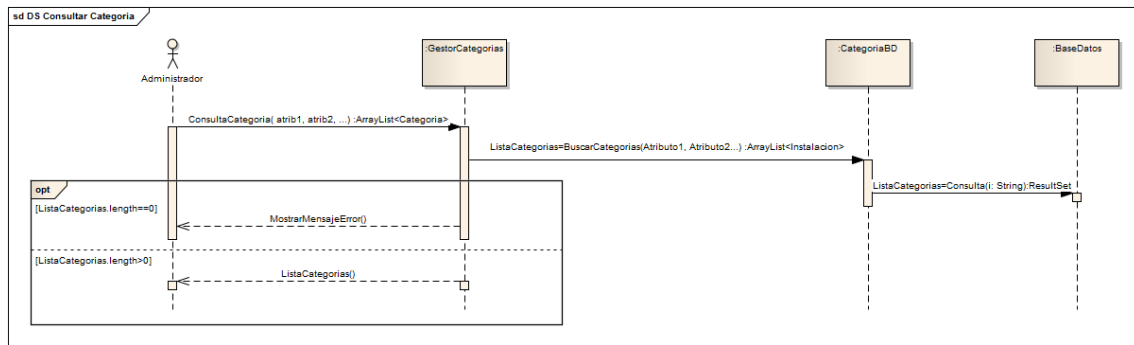 sd DS Consultar Categoria
:GestorCategorias
:CategoriaBD
:BaseDatos
Administrador
ConsultaCategoria( atrib1, atrib2, ...) :ArrayList<Categoria>
ListaCategorias=BuscarCategorias(Atributo1, Atributo2...) :ArrayList<Instalacion>
ListaCategorias=Consulta(i: String):ResultSet
opt
[ListaCategorias.length==0]
MostrarMensajeError()
[ListaCategorias.length>0]
ListaCategorias()